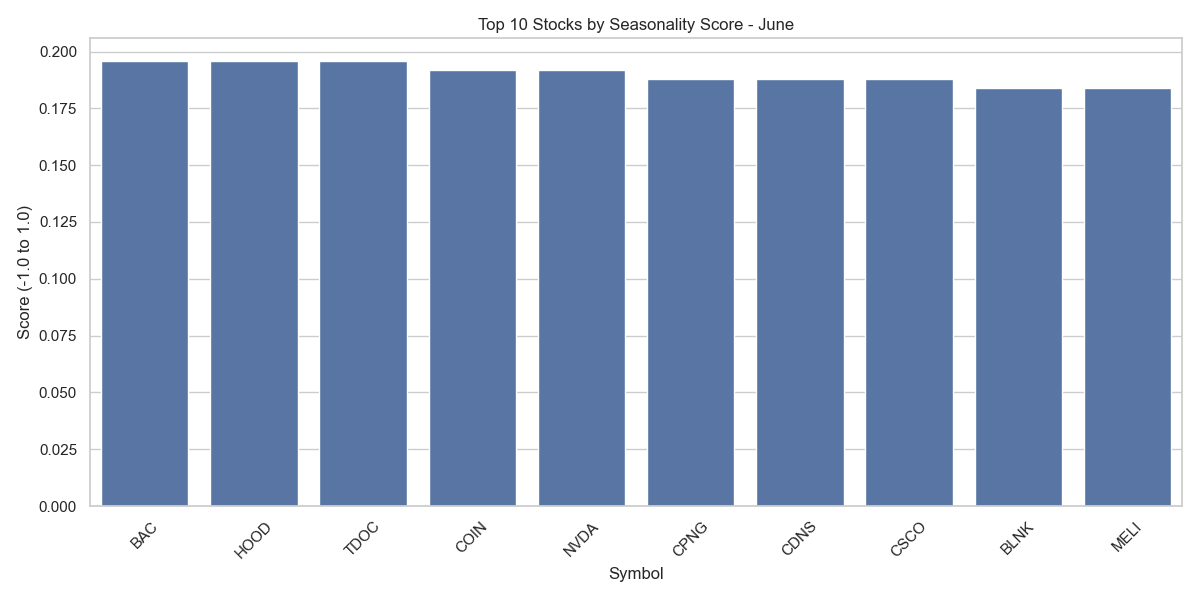 Top 10 Stocks by Seasonality Score - June
Score (-1.0 to 1.0)
0.200
0.175
0.150
0.125
0.100
0.075
0.050
0.025
0.000
BAC
HOOD
TDOC
COIN
NVDA
CPNG
CDNS
CSCO
BLNK
MELI
Symbol